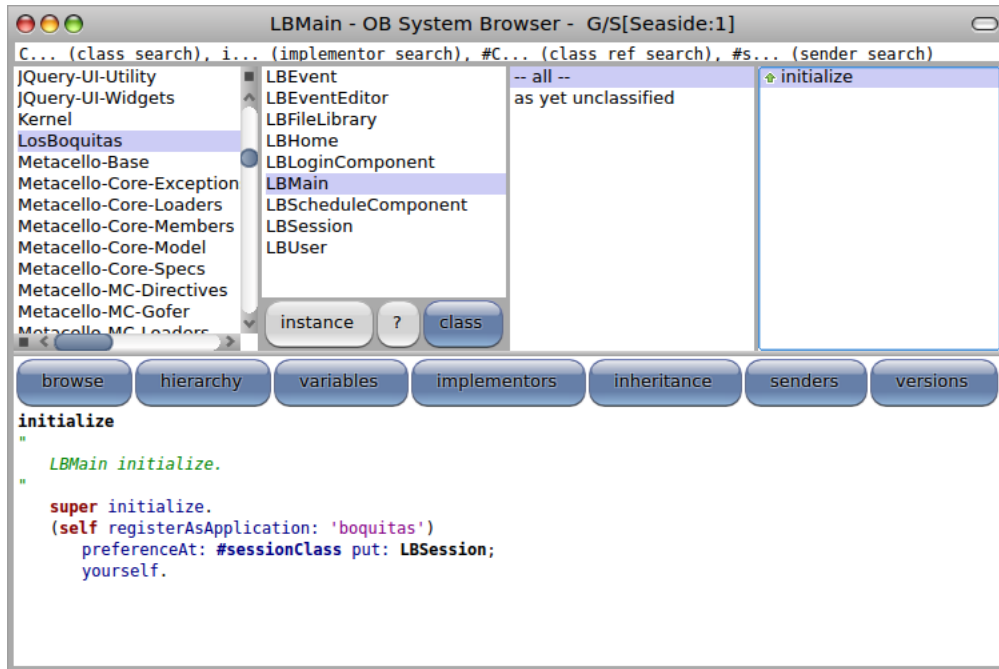 LBMain - OB System Browser -  G/S[Seaside:1]
C... (class search), i... (implementor search), #C... (class ref search), #s... (sender search)
JQuery-UI-Utility
JQuery-UI-Widgets
Kernel
LosBoquitas
Metacello-Base
Metacello-Core-Exception
Metacello-Core-Loaders
Metacello-Core-Members
Metacello-Core-Model
Metacello-Core-Specs
Metacello-MC-Directives
Metacello-MC-Gofer
Metacello-MC-Loaders
LBEvent
LBEventEditor
LBFileLibrary
LBHome
LBLoginComponent
LBMain
LBScheduleComponent
LBSession
LBUser
instance ? class
-- all --
as yet unclassified
initialize
browse hierarchy variables implementors inheritance senders versions
initialize
"
LBMain initialize.
"
super initialize.
(self registerAsApplication: 'boquitas')
preferenceAt: #sessionClass put: LBSession;
yourself.